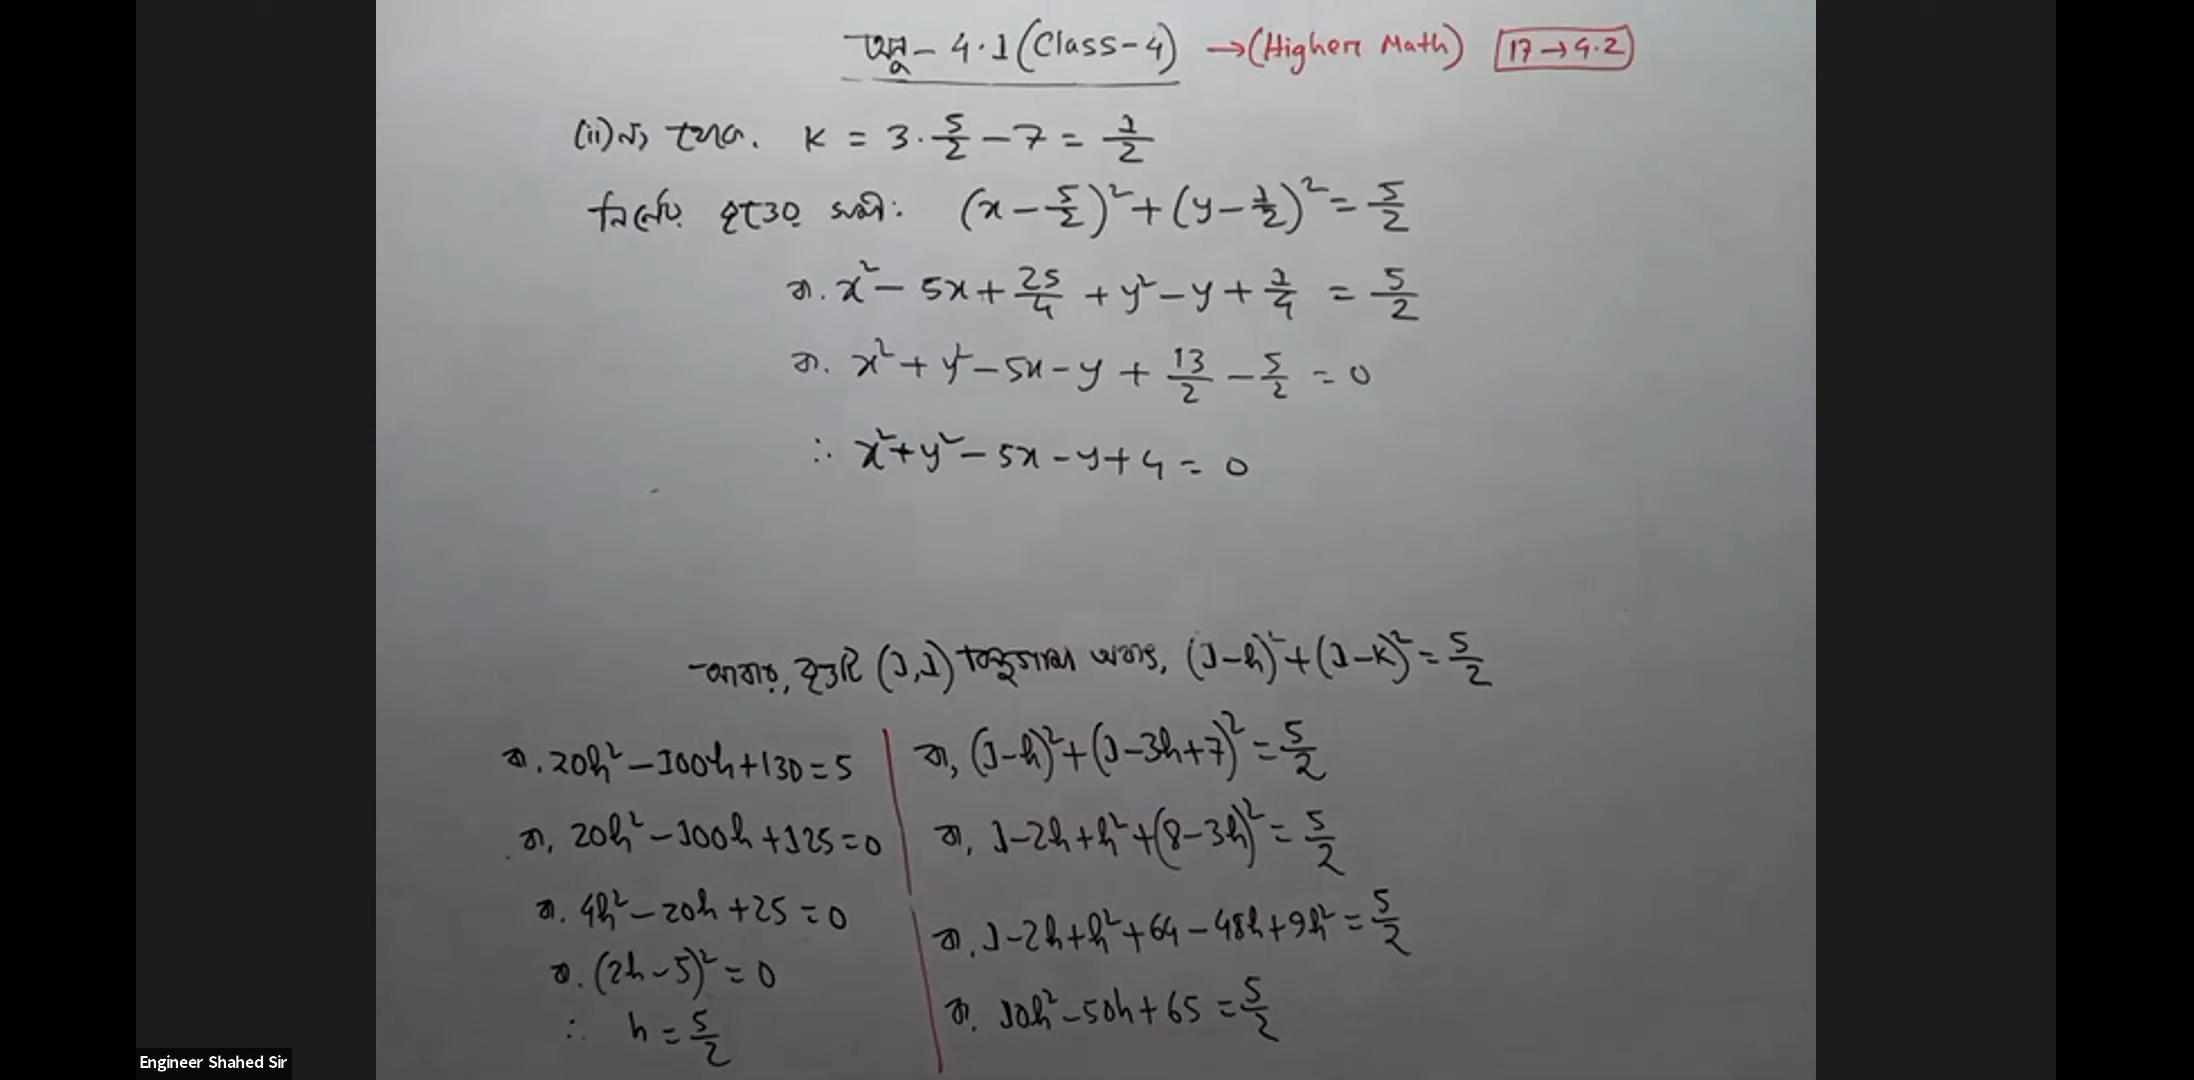 অনু - 4.1 (Class-4) → (Higher Math) 17→4.2
(ii) নং থেকে. K = 3. 5/2 - 7 = 1/2
নির্ণেয় বৃত্তের সমী: (x - 5/2)² + (y - 1/2)² = 5/2
বা. x² - 5x + 25/4 + y² - y + 1/4 = 5/2
বা. x² + y² - 5x - y + 13/2 - 5/2 = 0
∴ x² + y² - 5x - y + 4 = 0
আবার, বৃত্তটি (1,1) বিন্দুগামী অতএব, (1-h)² + (1-k)² = 5/2
বা, (1-h)² + (1-3h+7)² = 5/2
বা, 1-2h+h² + (8-3h)² = 5/2
বা. 1-2h+h²+64-48h+9h² = 5/2
বা. 10h² - 50h + 65 = 5/2
বা. 20h² - 100h + 130 = 5
বা, 20h² - 100h + 125 = 0
বা. 4h² - 20h + 25 = 0
বা. (2h-5)² = 0
∴ h = 5/2
Engineer Shahed Sir